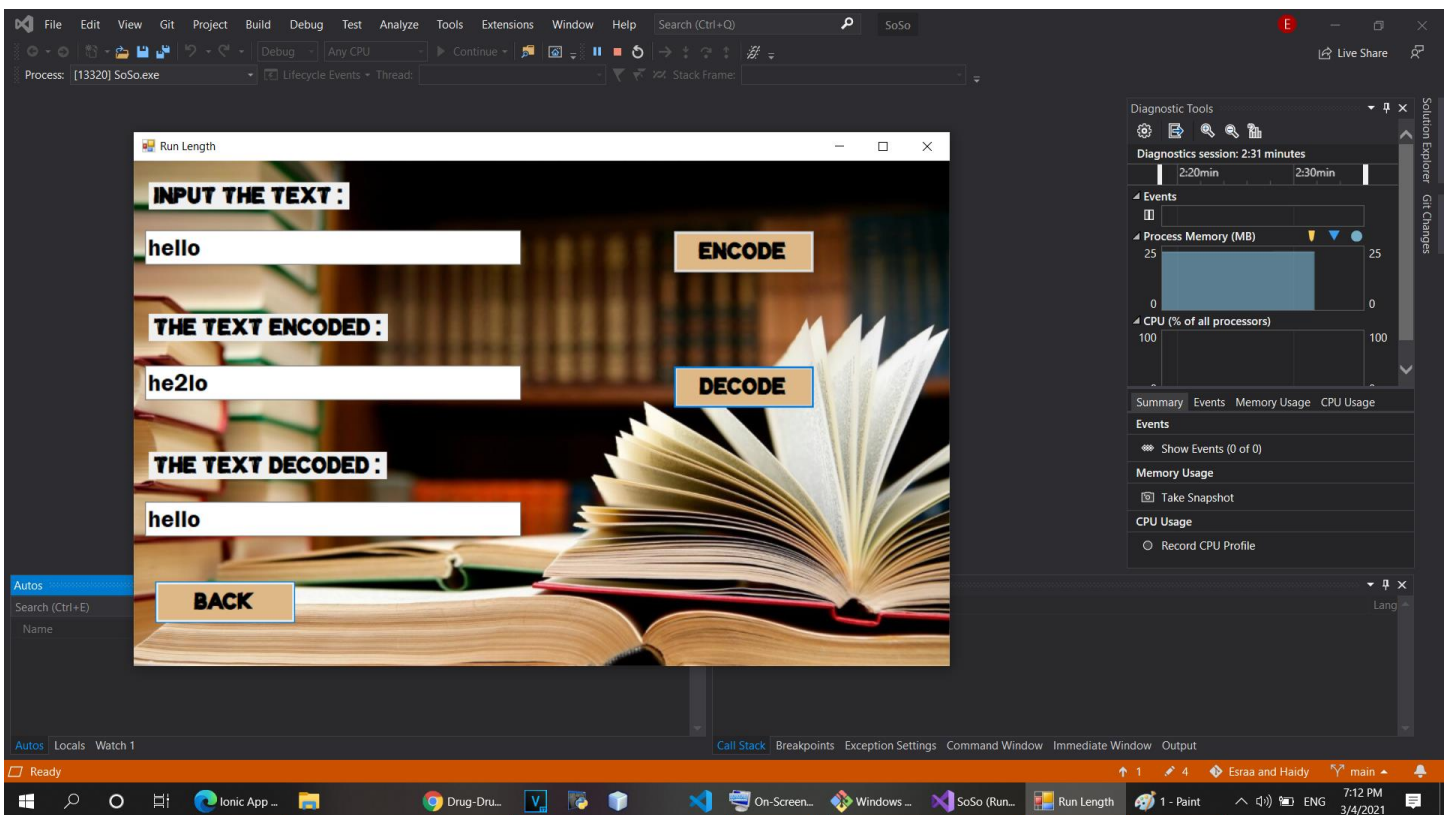 File Edit View Git Project Build Debug Test Analyze Tools Extensions Window Help Search (Ctrl+Q) SoSo E
Debug Any CPU Continue Live Share
Process: [13320] SoSo.exe Lifecycle Events Thread: Stack Frame:
Diagnostic Tools
Solution Explorer
Git Changes
Diagnostics session: 2:31 minutes
2:20min 2:30min
Events
Process Memory (MB)
25 25
0 0
CPU (% of all processors)
100 100
Summary Events Memory Usage CPU Usage
Events
Show Events (0 of 0)
Memory Usage
Take Snapshot
CPU Usage
Record CPU Profile
Run Length
INPUT THE TEXT :
hello
ENCODE
THE TEXT ENCODED :
he2lo
DECODE
THE TEXT DECODED :
hello
BACK
Autos
Search (Ctrl+E)
Name
Lang
Autos Locals Watch 1
Call Stack Breakpoints Exception Settings Command Window Immediate Window Output
Ready
1 4 Esraa and Haidy main
Ionic App ... Drug-Dru... On-Screen... Windows ... SoSo (Run... Run Length 1 - Paint ENG 7:12 PM
3/4/2021